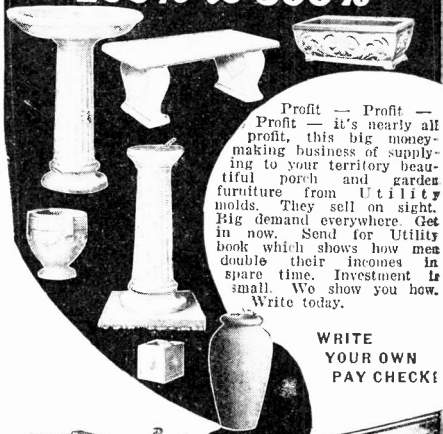 Profit — Profit —
Profit — it's nearly all
profit, this big money-
making business of supply-
ing to your territory beau-
tiful porch and garden
furniture from Utility
molds. They sell on sight.
Big demand everywhere. Get
in now. Send for Utility
book which shows how men
double their incomes in
spare time. Investment is
small. We show you how.
Write today.
WRITE
YOUR OWN
PAY CHECK!